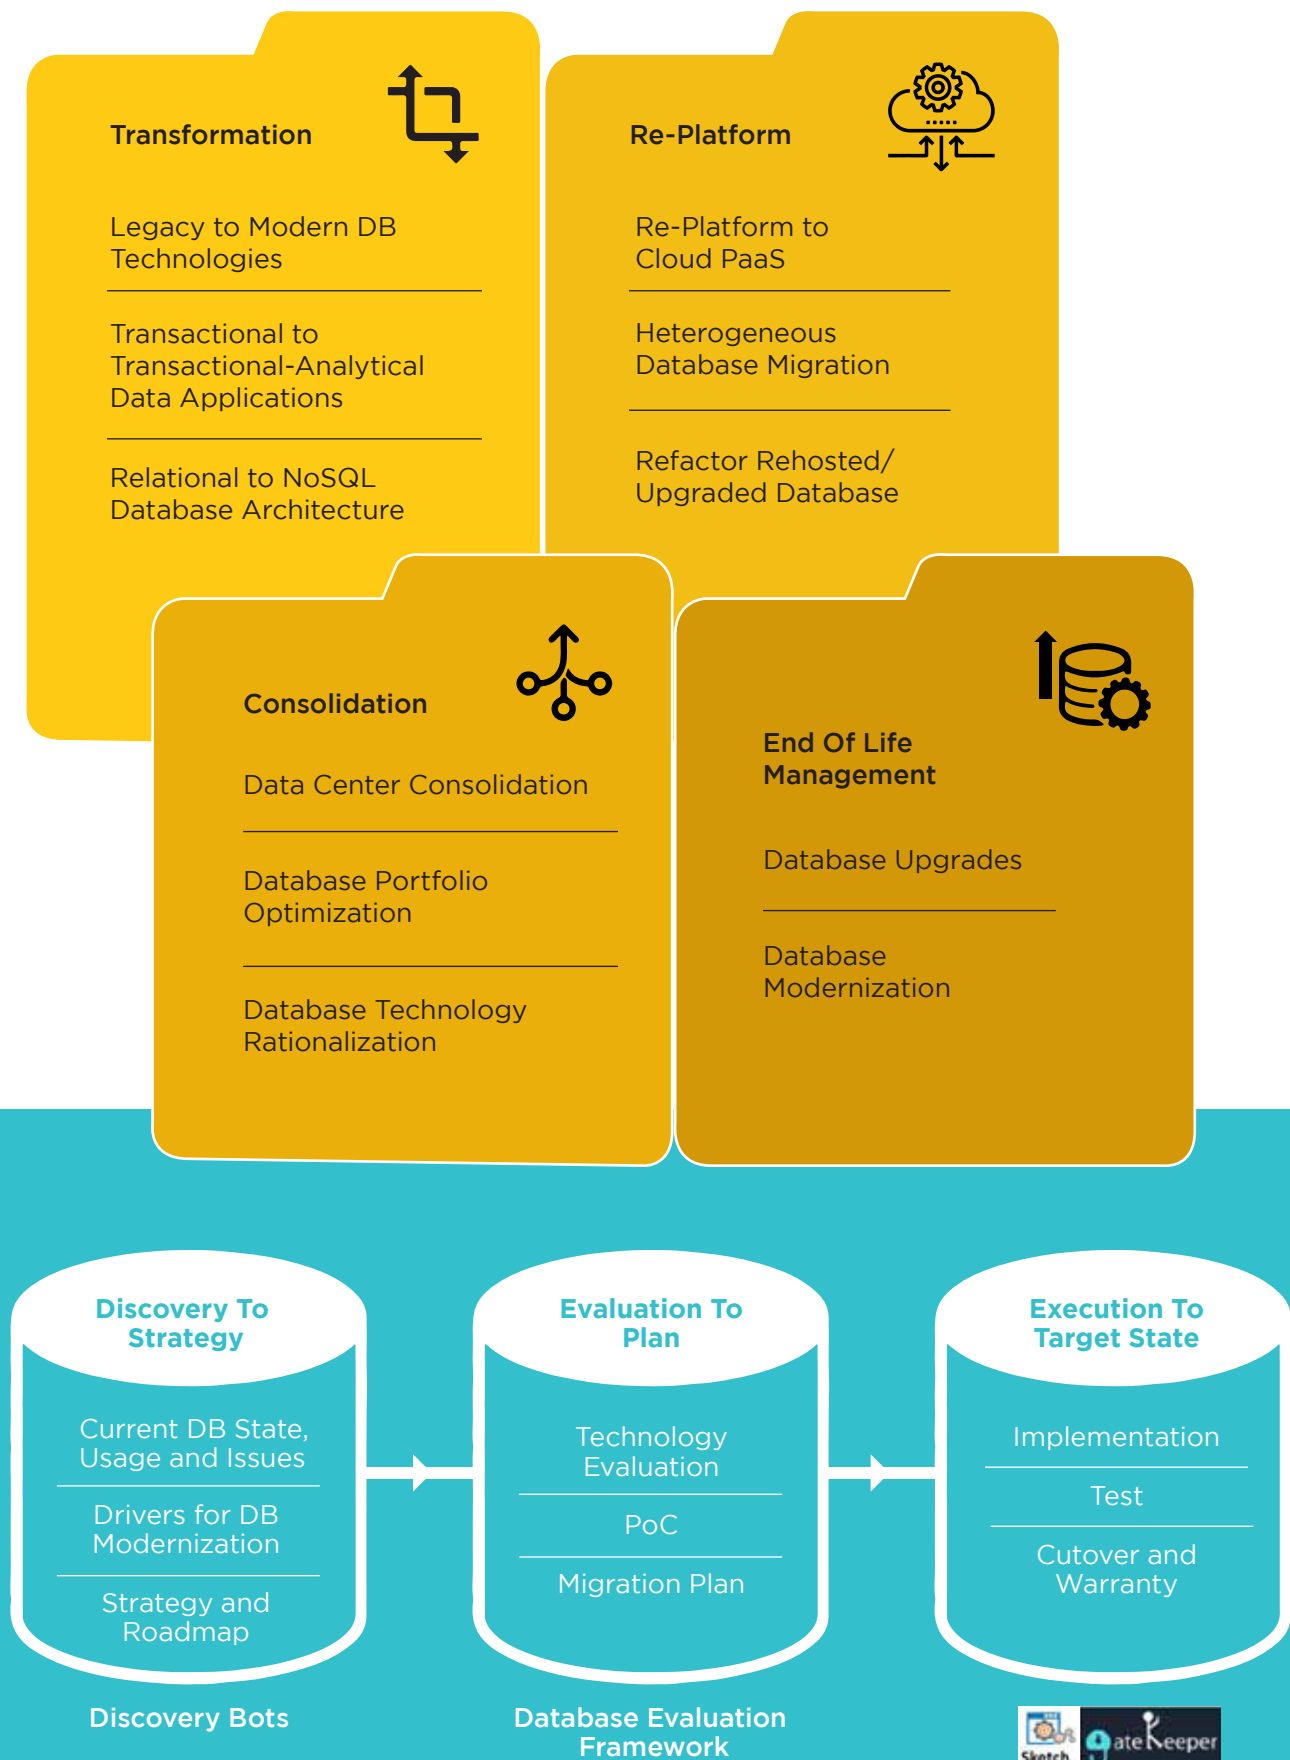 Transformation
Legacy to Modern DB
Technologies
Transactional to
Transactional-Analytical
Data Applications
Relational to NoSQL
Database Architecture
Re-Platform
Re-Platform to
Cloud PaaS
Heterogeneous
Database Migration
Refactor Rehosted/
Upgraded Database
Consolidation
Data Center Consolidation
Database Portfolio
Optimization
Database Technology
Rationalization
End Of Life
Management
Database Upgrades
Database
Modernization
Discovery To
Strategy
Current DB State,
Usage and Issues
Drivers for DB
Modernization
Strategy and
Roadmap
Discovery Bots
Evaluation To
Plan
Technology
Evaluation
PoC
Migration Plan
Database Evaluation
Framework
Execution To
Target State
Implementation
Test
Cutover and
Warranty
Sketch
gateKeeper